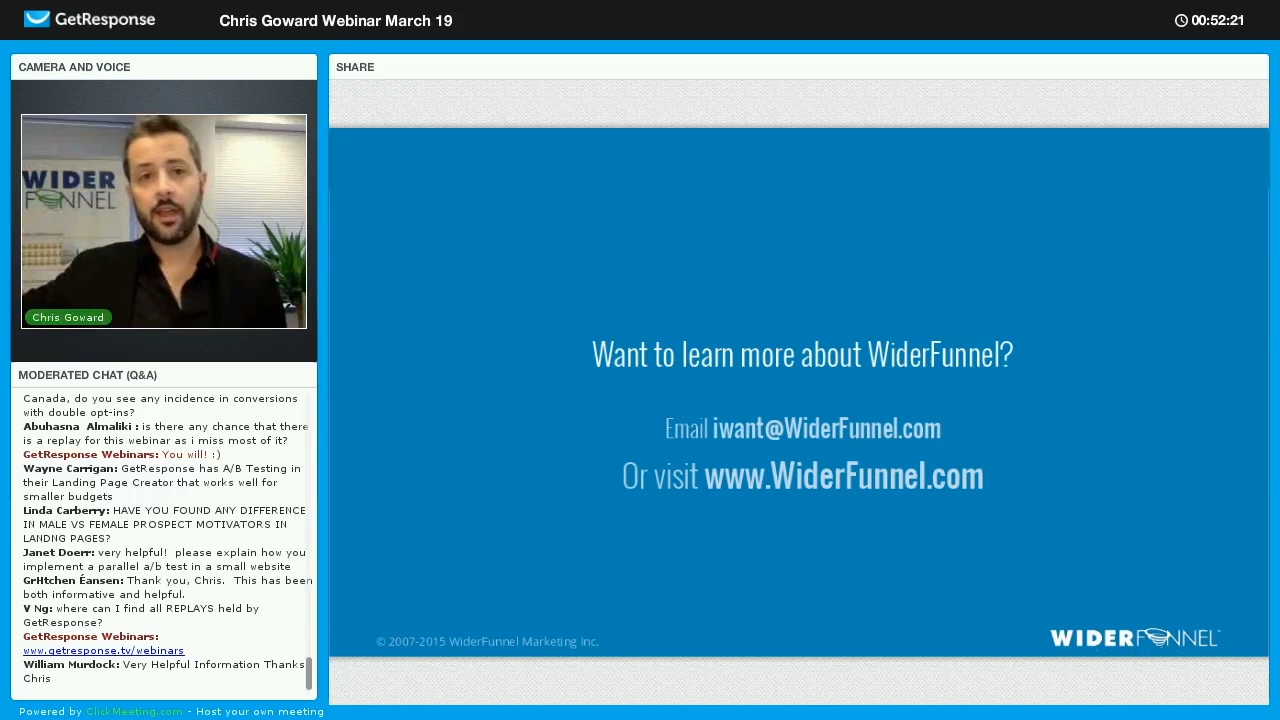 GetResponse
Chris Goward Webinar March 19
00:52:21
CAMERA AND VOICE
WIDER
FUNNEL
Chris Goward
MODERATED CHAT (Q&A)
Canada, do you see any incidence in conversions
with double opt-ins?
Abuhasna Almaliki : is there any chance that there
is a replay for this webinar as i miss most of it?
GetResponse Webinars: You will! :)
Wayne Carrigan: GetResponse has A/B Testing in
their Landing Page Creator that works well for
smaller budgets
Linda Carberry: HAVE YOU FOUND ANY DIFFERENCE
IN MALE VS FEMALE PROSPECT MOTIVATORS IN
LANDNG PAGES?
Janet Doerr: very helpful! please explain how you
implement a parallel a/b test in a small website
GrHtchen Éansen: Thank you, Chris. This has been
both informative and helpful.
V Ng: where can I find all REPLAYS held by
GetResponse?
GetResponse Webinars:
www.getresponse.tv/webinars
William Murdock: Very Helpful Information Thanks
Chris
Powered by ClickMeeting.com - Host your own meeting
SHARE
Want to learn more about WiderFunnel?
Email iwant@WiderFunnel.com
Or visit www.WiderFunnel.com
© 2007-2015 WiderFunnel Marketing Inc.
WIDERFUNNEL